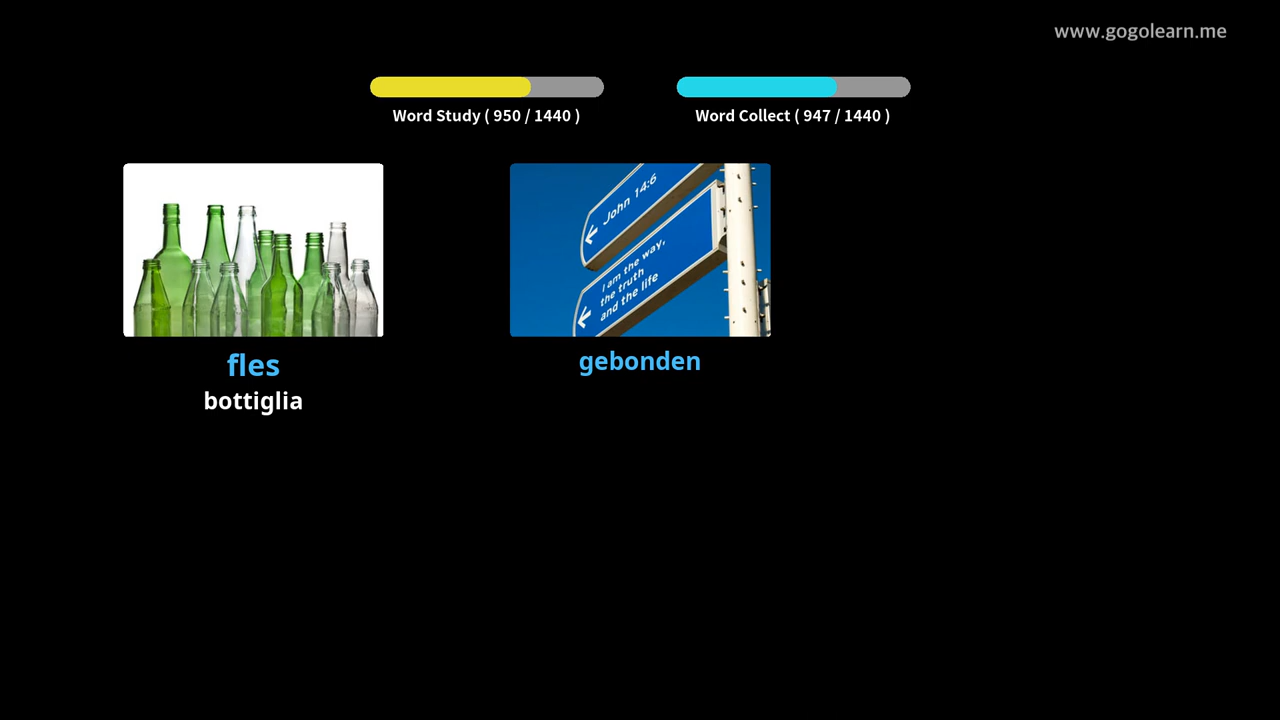 www.gogolearn.me
Word Study ( 950 / 1440 )
Word Collect ( 947 / 1440 )
John 14:6
I am the way,
the truth
and the life
fles
bottiglia
gebonden